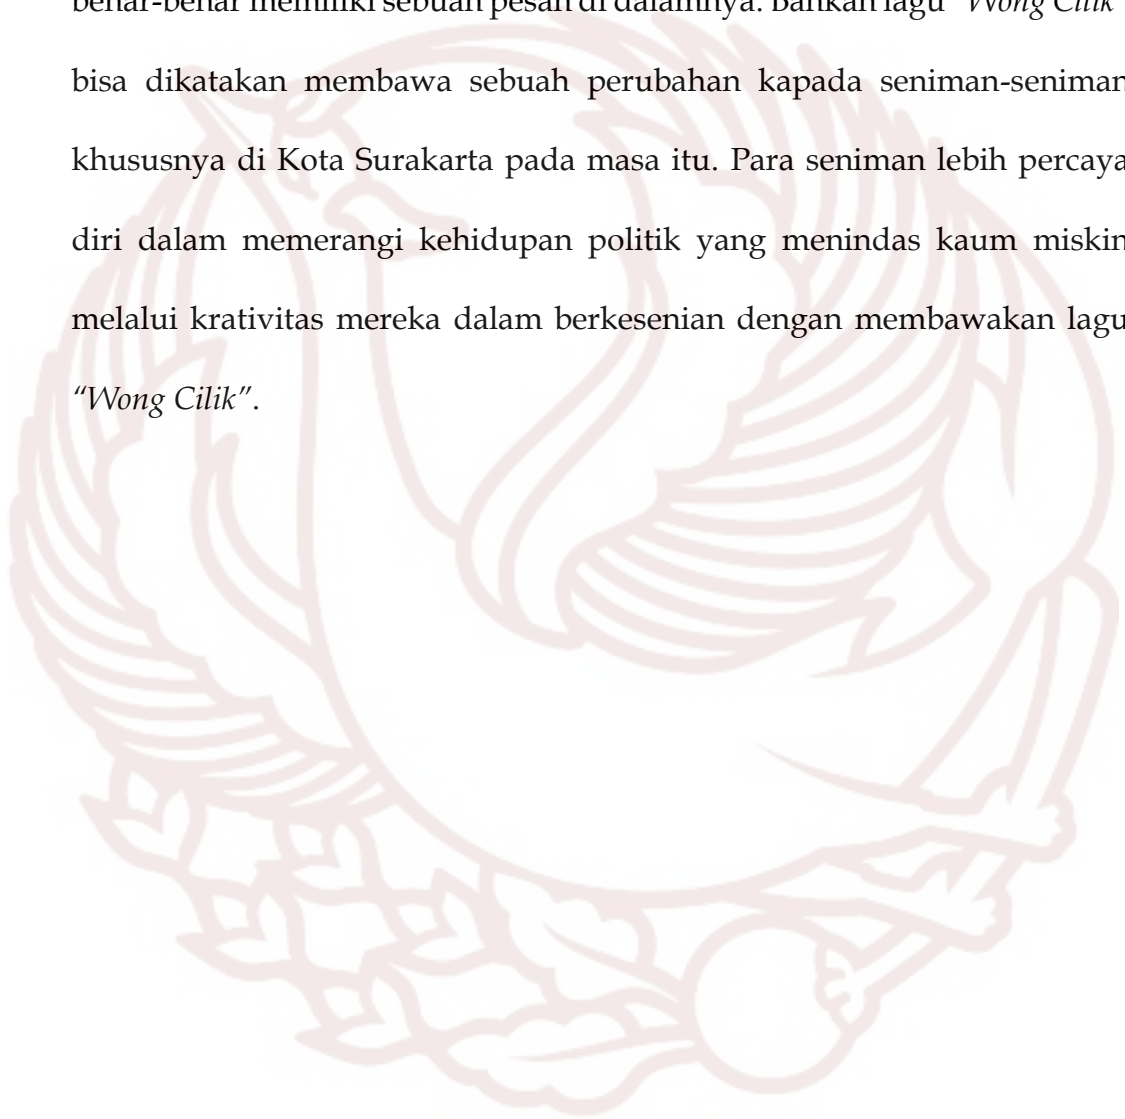 benar-benar memiliki sebuah pesan di dalamnya. Bahkan lagu “Wong Cilik”
bisa dikatakan membawa sebuah perubahan kapada seniman-seniman
khususnya di Kota Surakarta pada masa itu. Para seniman lebih percaya
diri dalam memerangi kehidupan politik yang menindas kaum miskin
melalui krativitas mereka dalam berkesenian dengan membawakan lagu
“Wong Cilik”.